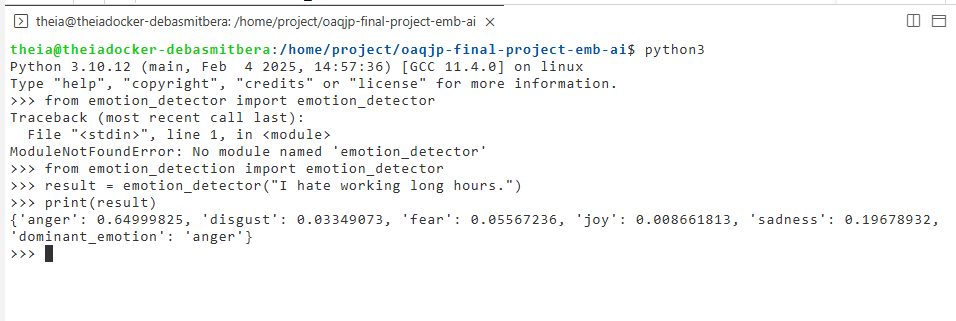 theia@theiadocker-debasmitbera: /home/project/oaqjp-final-project-emb-ai
theia@theiadocker-debasmitbera:/home/project/oaqjp-final-project-emb-ai$ python3
Python 3.10.12 (main, Feb  4 2025, 14:57:36) [GCC 11.4.0] on linux
Type "help", "copyright", "credits" or "license" for more information.
>>> from emotion_detector import emotion_detector
Traceback (most recent call last):
  File "<stdin>", line 1, in <module>
ModuleNotFoundError: No module named 'emotion_detector'
>>> from emotion_detection import emotion_detector
>>> result = emotion_detector("I hate working long hours.")
>>> print(result)
{'anger': 0.64999825, 'disgust': 0.03349073, 'fear': 0.05567236, 'joy': 0.008661813, 'sadness': 0.19678932,
'dominant_emotion': 'anger'}
>>>